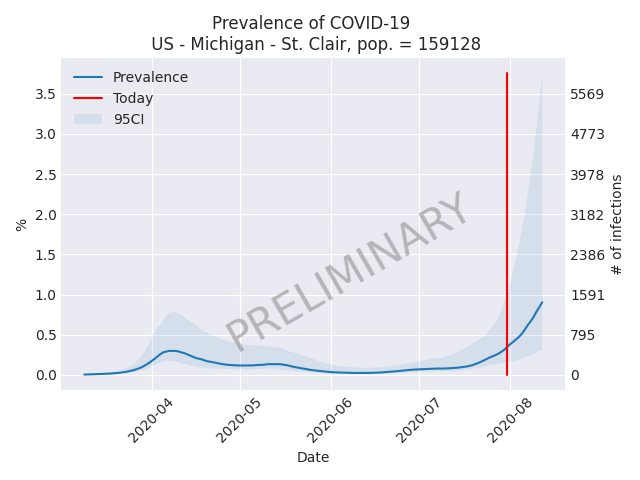 Prevalence of COVID-19
US - Michigan - St. Clair, pop. = 159128
Prevalence
Today
95CI
3.5
3.0
2.5
2.0
1.5
1.0
0.5
0.0
%
5569
4773
3978
3182
2386
1591
795
0
# of infections
PRELIMINARY
2020-04
2020-05
2020-06
2020-07
2020-08
Date